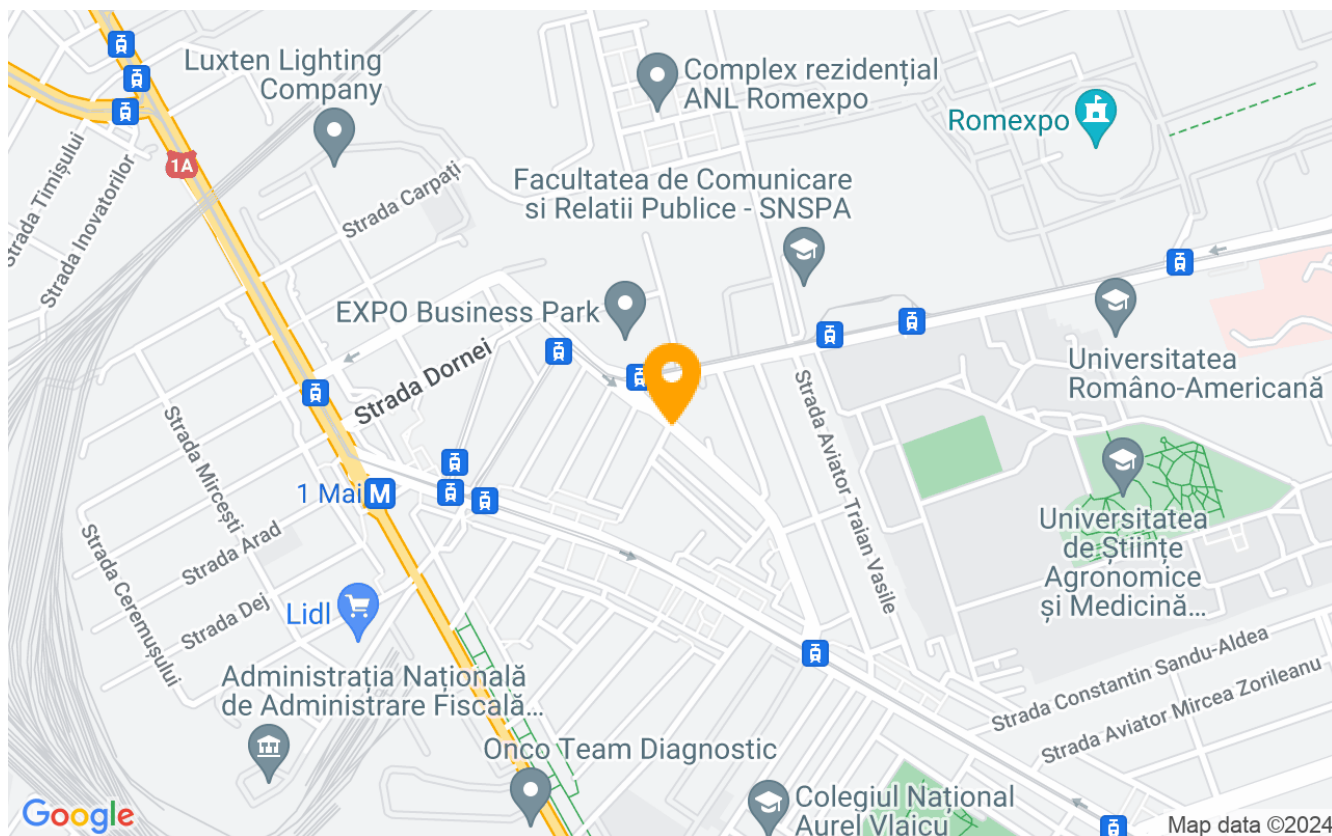 Luxten Lighting
Company
Complex rezidențial
ANL Romexpo
Romexpo
1A
Strada Timișului
Strada Inovatorilor
Strada Carpați
Facultatea de Comunicare
si Relatii Publice - SNSPA
EXPO Business Park
Strada Dornei
Universitatea
Româno-Americană
Strada Aviator Traian Vasile
Strada Mircești
1 Mai
M
Strada Arad
Strada Ceremușului
Strada Dej
Lidl
Universitatea
de Științe
Agronomice
și Medicină...
Administrația Națională
de Administrare Fiscală...
Strada Constantin Sandu-Aldea
Strada Aviator Mircea Zorileanu
Onco Team Diagnostic
Colegiul Național
Aurel Vlaicu
Google
Map data ©2024